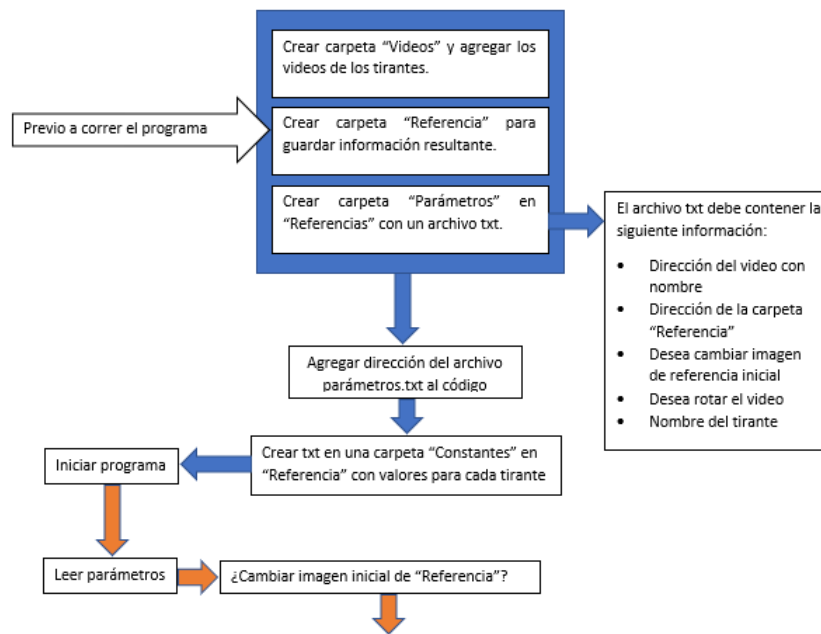 Crear carpeta “Videos” y agregar los
videos de los tirantes.
Previo a correr el programa
Crear carpeta “Referencia” para
guardar información resultante.
Crear carpeta “Parámetros” en
“Referencias” con un archivo txt.
El archivo txt debe contener la
siguiente información:
• Dirección del video con
nombre
• Dirección de la carpeta
“Referencia”
• Desea cambiar imagen
de referencia inicial
• Desea rotar el video
• Nombre del tirante
Agregar dirección del archivo
parámetros.txt al código
Crear txt en una carpeta “Constantes” en
“Referencia” con valores para cada tirante
Iniciar programa
Leer parámetros
¿Cambiar imagen inicial de “Referencia”?